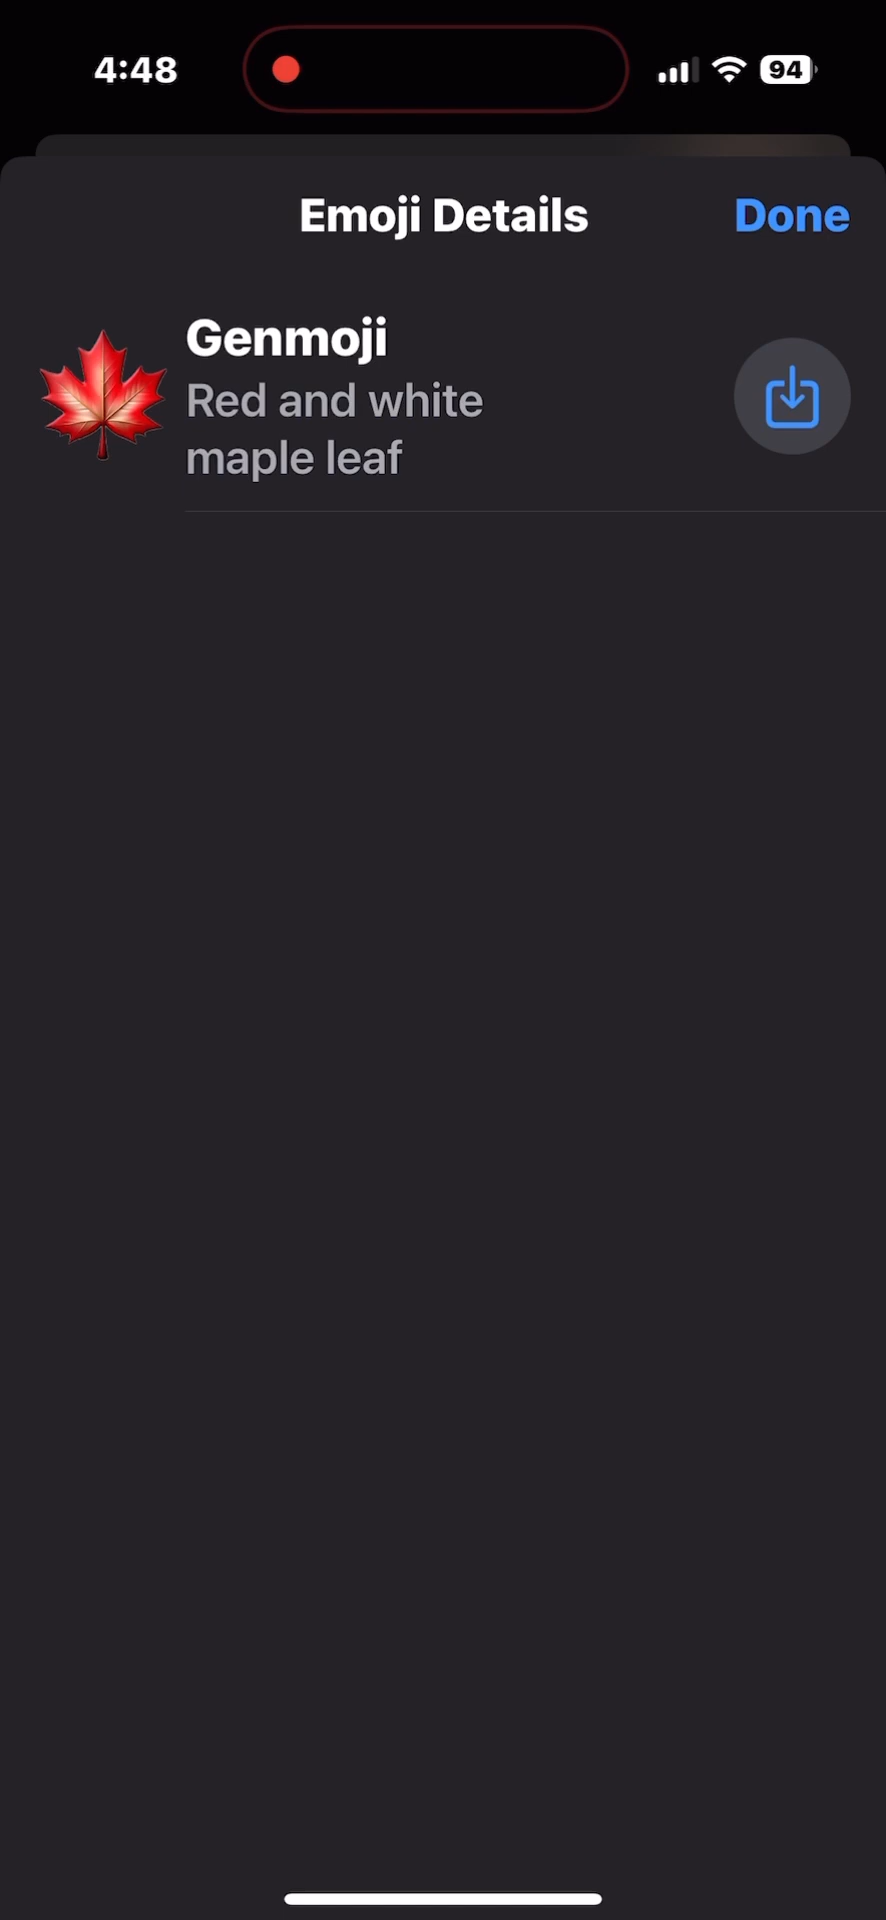 4:48
94
Emoji Details
Done
Genmoji
Red and white
maple leaf